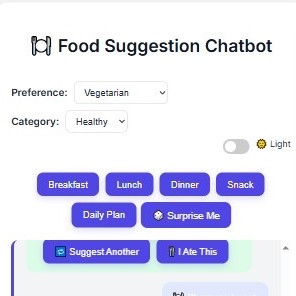 🍽️ Food Suggestion Chatbot
Preference: Vegetarian
Category: Healthy
🌞 Light
Breakfast Lunch Dinner Snack
Daily Plan 🎲 Surprise Me
🔁 Suggest Another 🍴 I Ate This